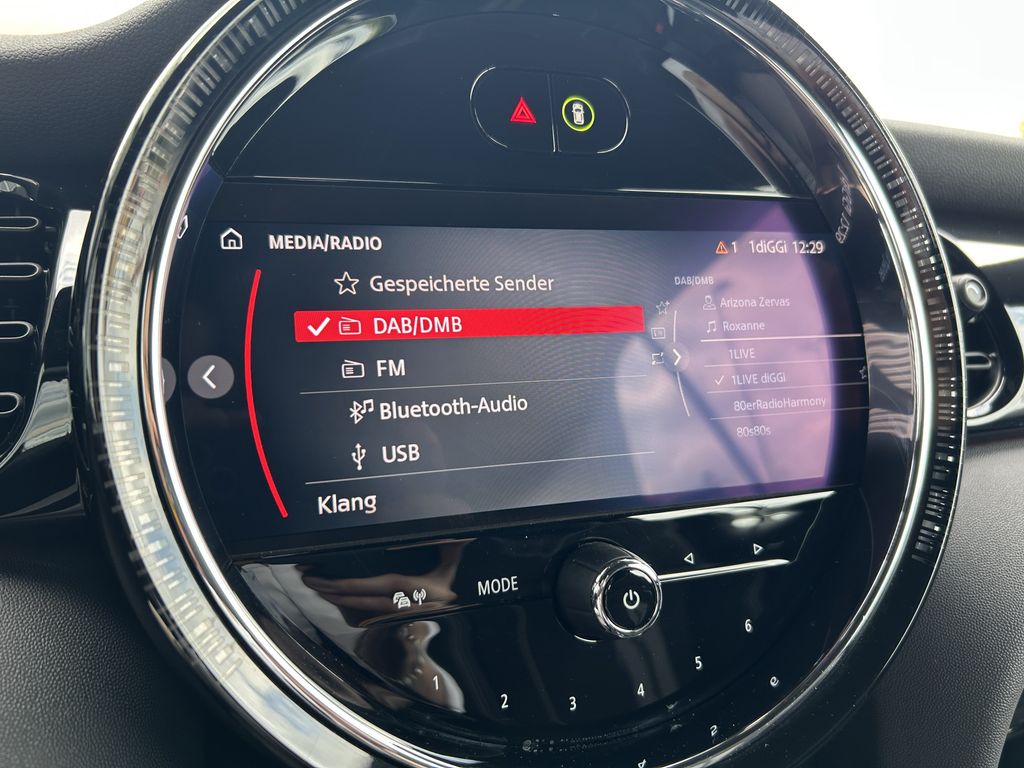 MEDIA/RADIO
1 1diGGi 12:29
Gespeicherte Sender
DAB/DMB
FM
Bluetooth-Audio
USB
Klang
DAB/DMB
Arizona Zervas
Roxanne
1LIVE
1LIVE diGGi
80erRadioHarmony
80s80s
MODE
1
2
3
4
5
6